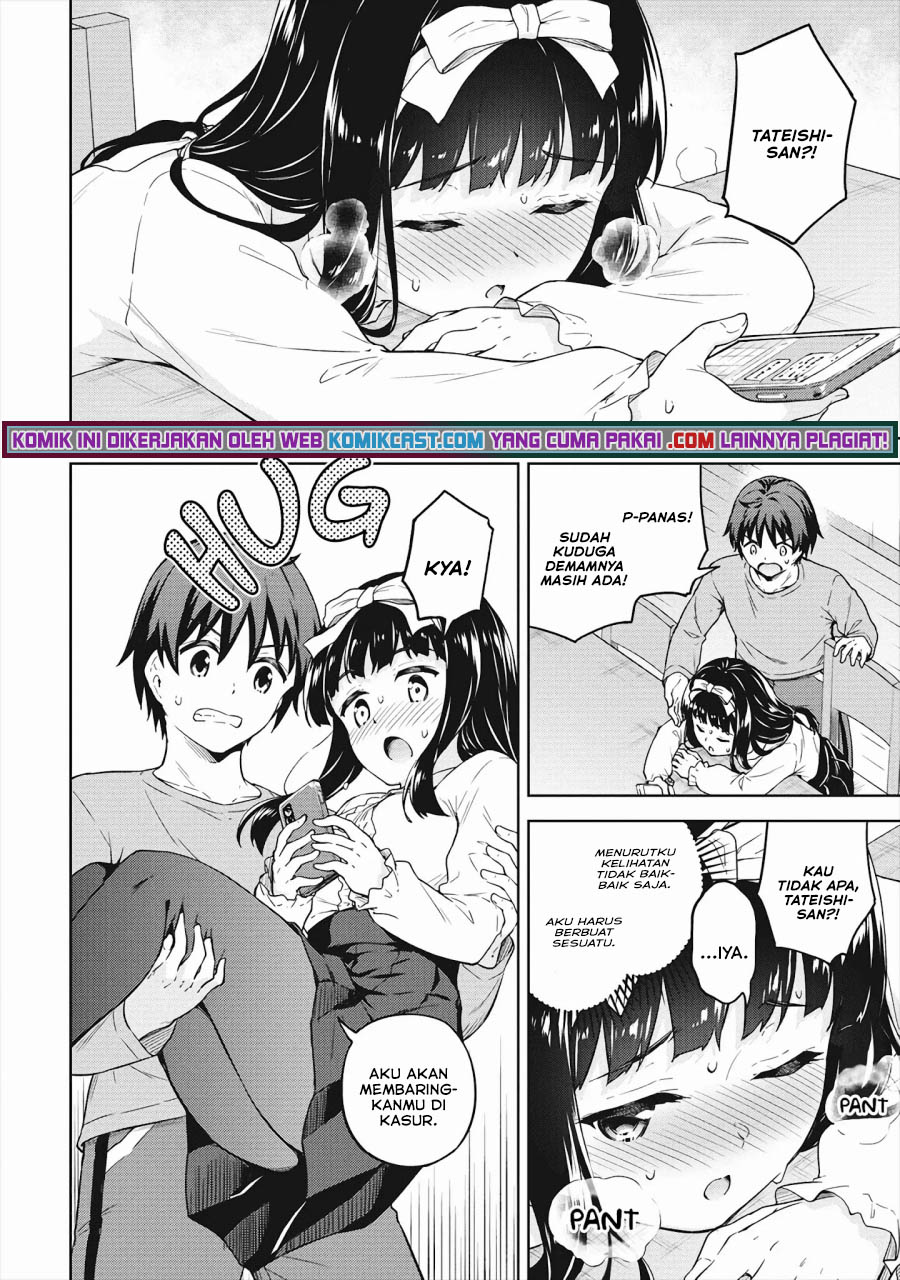 TATEISHI-
SAN?!
KOMIK INI DIKERJAKAN OLEH WEB KOMIKCAST.COM YANG CUMA PAKAI .COM LAINNYA PLAGIAT!
P-PANAS!
SUDAH
KUDUGA
DEMAMNYA
MASIH ADA!
KAU
TIDAK APA,
TATEISHI-
SAN?!
...IYA.
MENURUTKU
KELIHATAN
TIDAK BAIK-
BAIK SAJA.
AKU HARUS
BERBUAT
SESUATU.
PANT
PANT
HUG
KYA!
AKU AKAN
MEMBARING-
KANMU DI
KASUR.